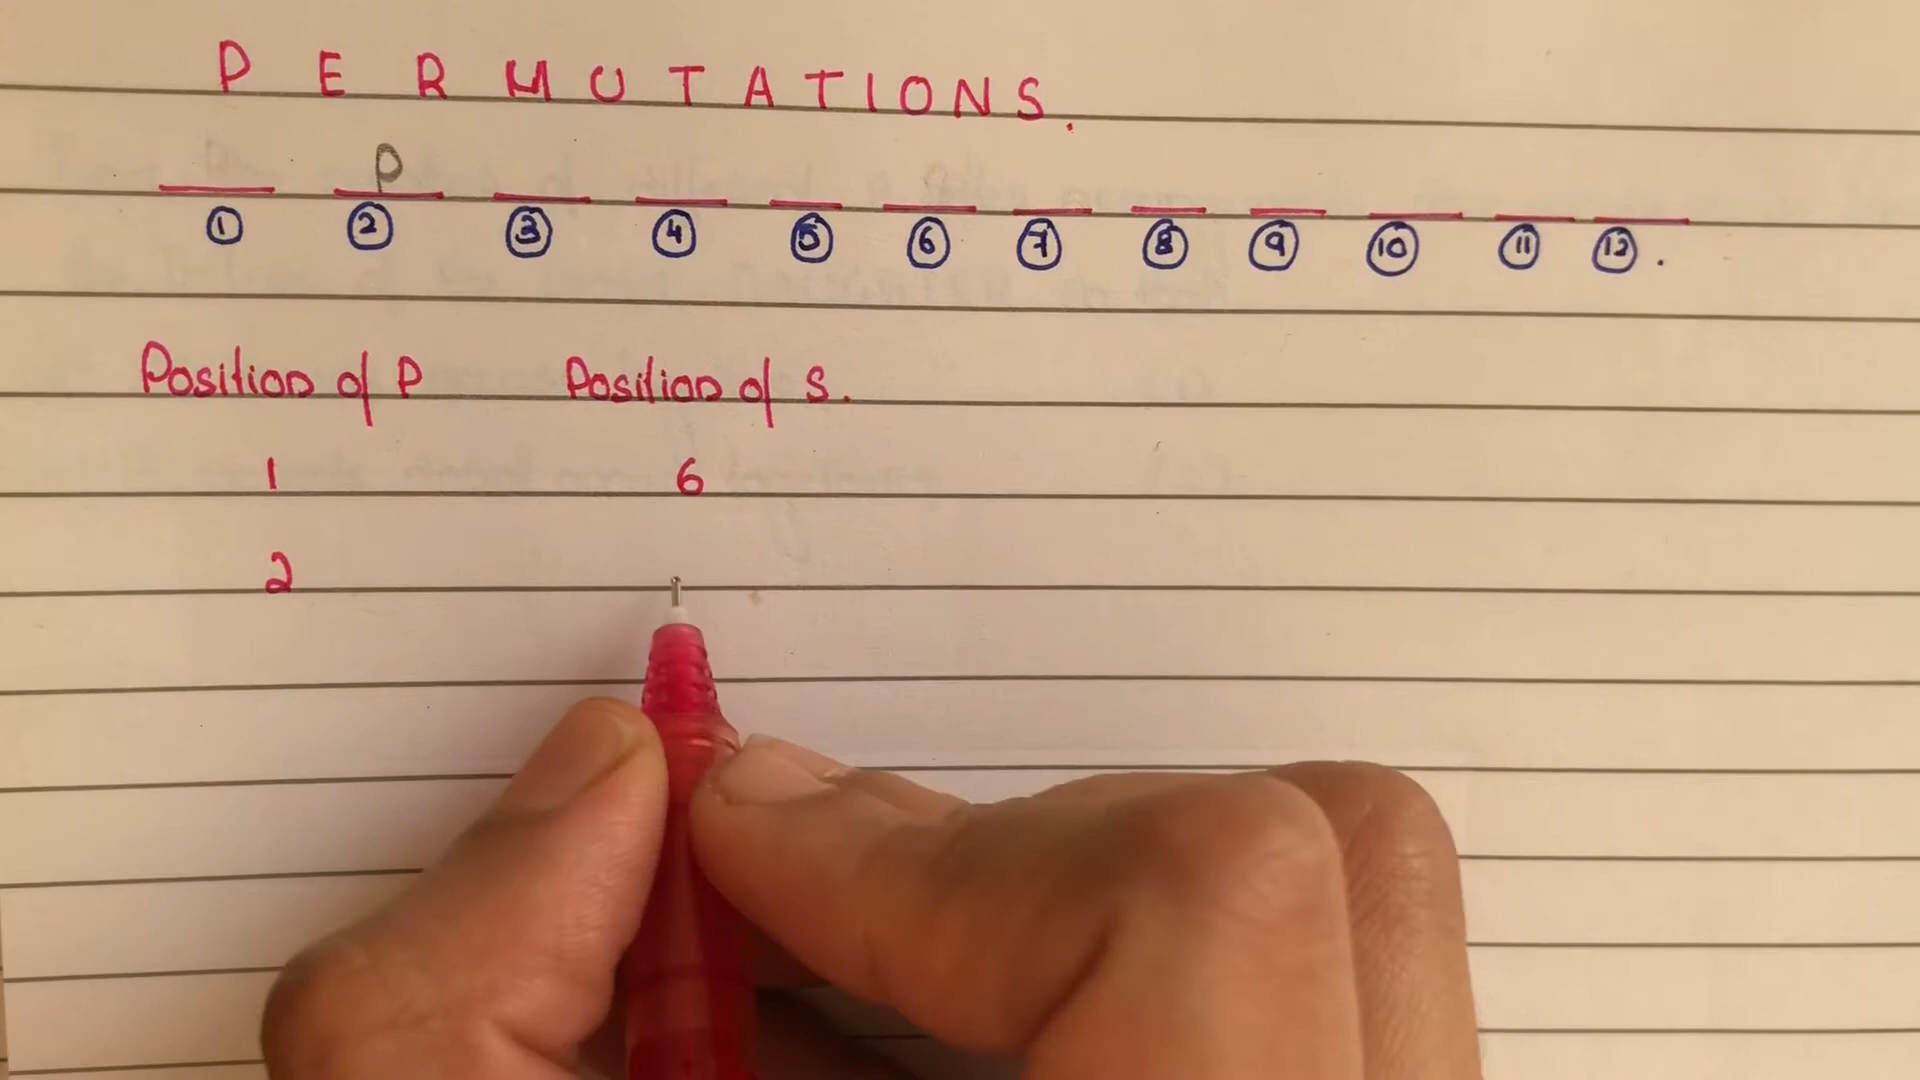 P E R M U T A T I O N S.
P
① ② ③ ④ ⑤ ⑥ ⑦ ⑧ ⑨ ⑩ ⑪ ⑫ .
Position of P Position of S.
1 6
2